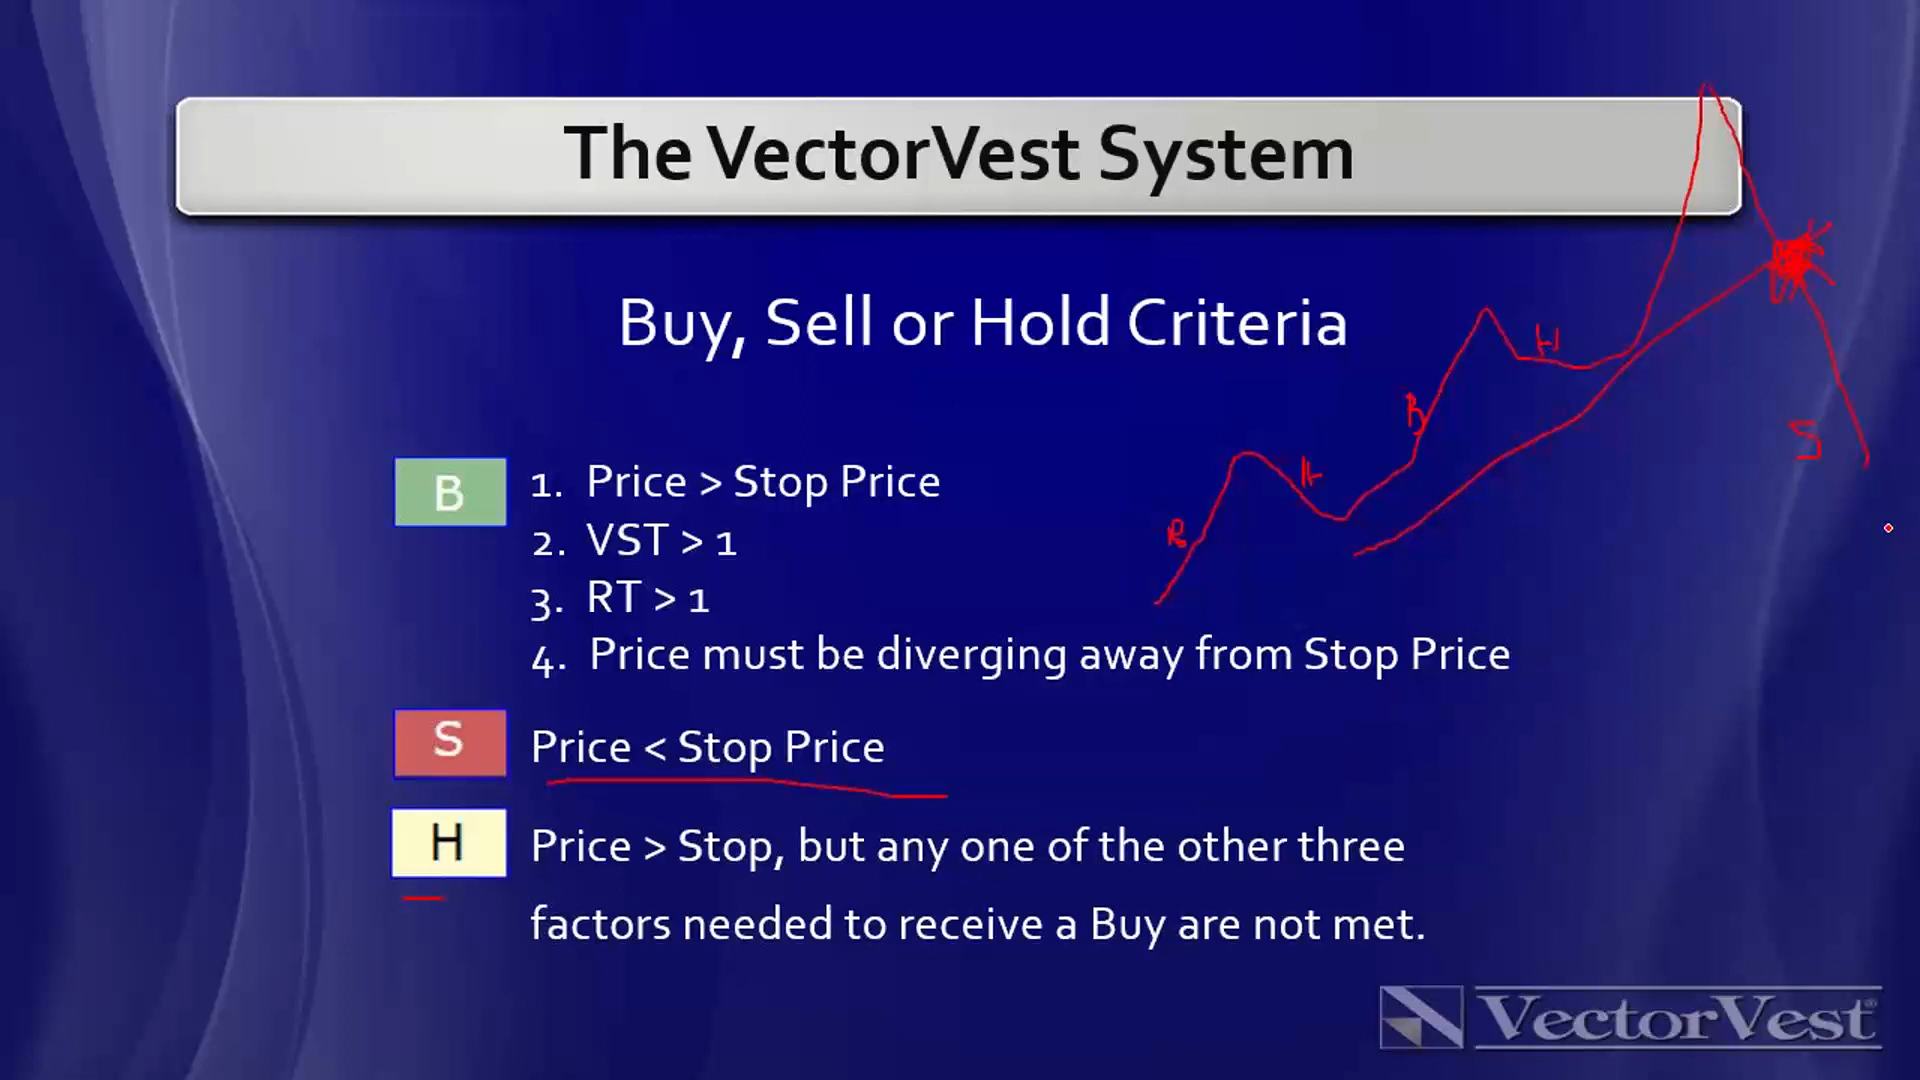 The VectorVest System
Buy, Sell or Hold Criteria
H
B
H
S
B
B
1. Price > Stop Price
2. VST > 1
3. RT > 1
4. Price must be diverging away from Stop Price
S
Price < Stop Price
H
Price > Stop, but any one of the other three
factors needed to receive a Buy are not met.
VectorVest®